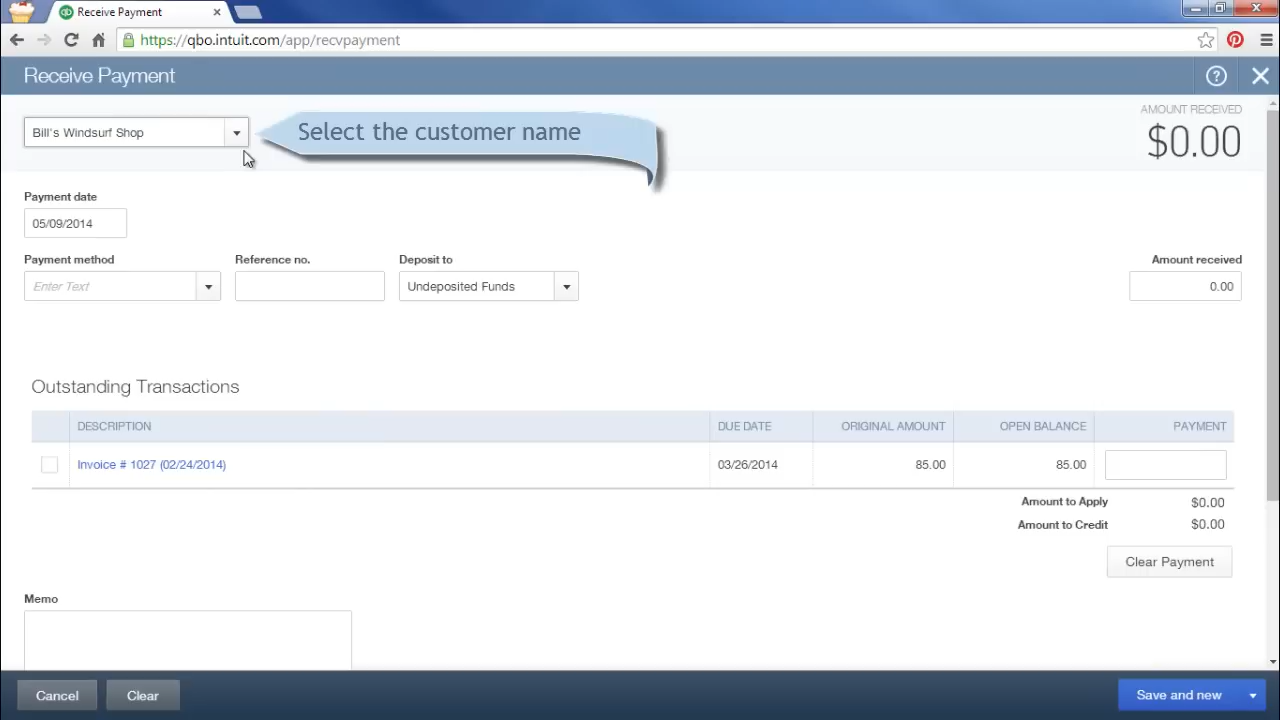 Receive Payment
https://qbo.intuit.com/app/recvpayment
Receive Payment
?
Bill's Windsurf Shop
Select the customer name
AMOUNT RECEIVED
$0.00
Payment date
05/09/2014
Payment method Reference no. Deposit to Amount received
Enter Text Undeposited Funds 0.00
Outstanding Transactions
DESCRIPTION DUE DATE ORIGINAL AMOUNT OPEN BALANCE PAYMENT
Invoice # 1027 (02/24/2014) 03/26/2014 85.00 85.00
Amount to Apply $0.00
Amount to Credit $0.00
Clear Payment
Memo
Cancel Clear Save and new